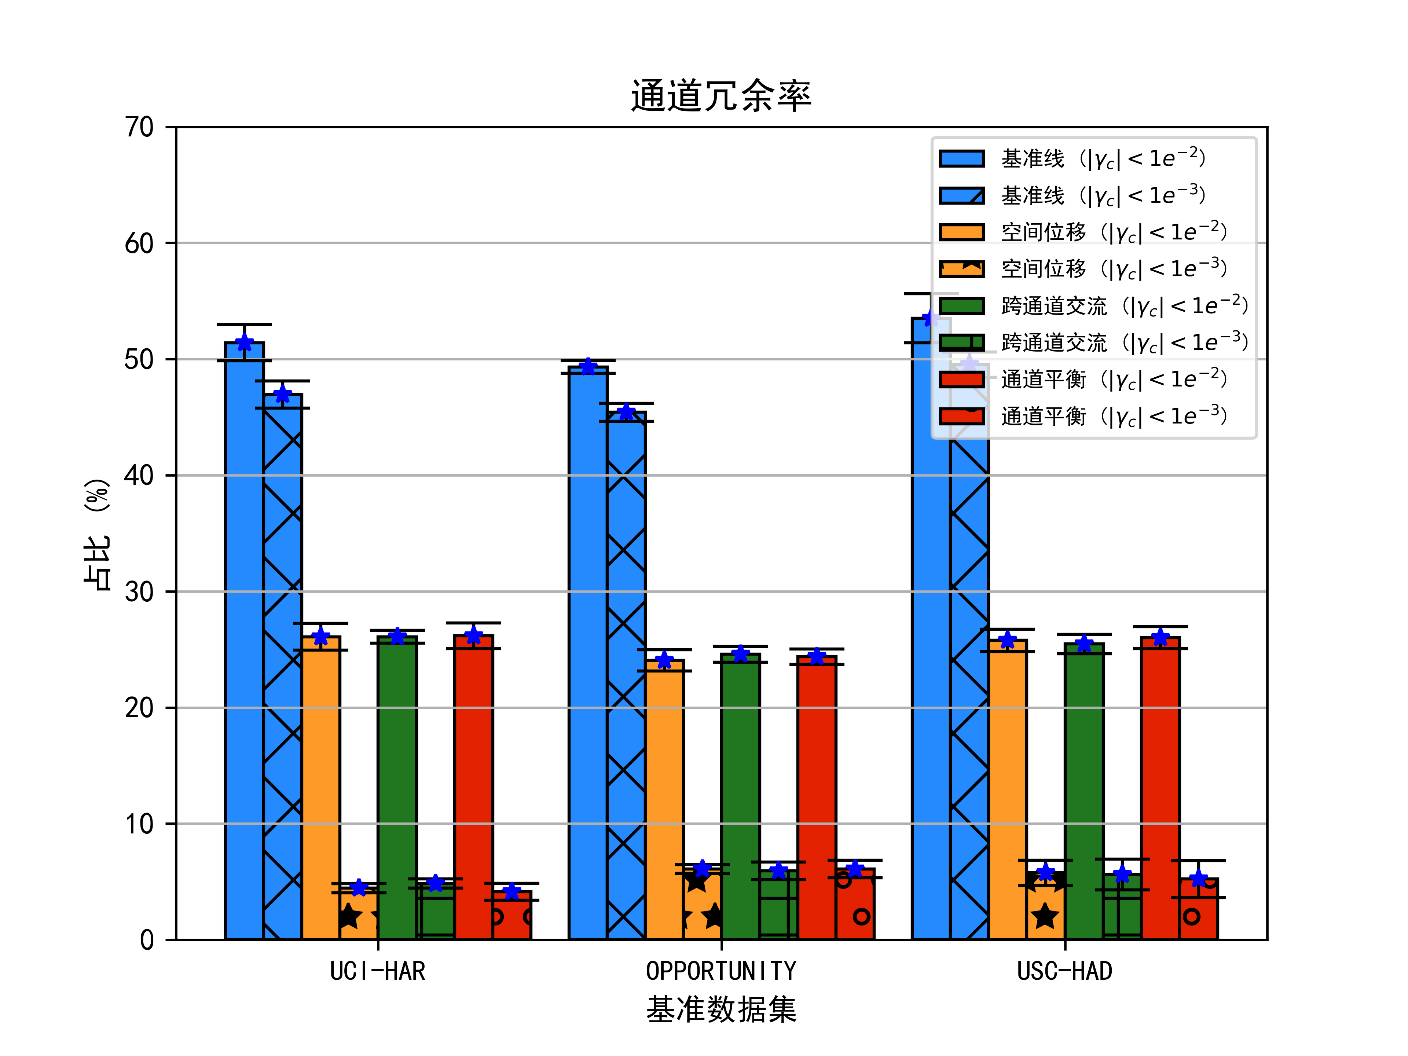 通道冗余率
70
60
50
40
30
20
10
0
占比 (%)
基准线 (|γc| < 1e−2)
基准线 (|γc| < 1e−3)
空间位移 (|γc| < 1e−2)
空间位移 (|γc| < 1e−3)
跨通道交流 (|γc| < 1e−2)
跨通道交流 (|γc| < 1e−3)
通道平衡 (|γc| < 1e−2)
通道平衡 (|γc| < 1e−3)
UCI-HAR
OPPORTUNITY
USC-HAD
基准数据集